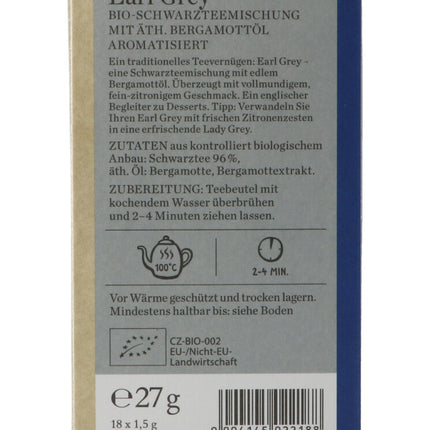 Earl Grey
BIO-SCHWARZTEEMISCHUNG
MIT ÄTH. BERGAMOTTÖL
AROMATISIERT
Ein traditionelles Teevernügen: Earl Grey -
eine Schwarzteemischung mit edlem
Bergamottöl. Überzeugt mit vollmundigem,
fein-zitronigem Geschmack. Ein englischer
Begleiter zu Desserts. Tipp: Verwandeln Sie
Ihren Earl Grey mit frischen Zitronenzesten
in eine erfrischende Lady Grey.
ZUTATEN aus kontrolliert biologischem
Anbau: Schwarztee 96%,
äth. Öl: Bergamotte, Bergamottextrakt.
ZUBEREITUNG: Teebeutel mit
kochendem Wasser überbrühen
und 2-4 Minuten ziehen lassen.
100°C
2-4 MIN.
Vor Wärme geschützt und trocken lagern.
Mindestens haltbar bis: siehe Boden
CZ-BIO-002
EU-/Nicht-EU-
Landwirtschaft
℮27g
18 x 1,5 g